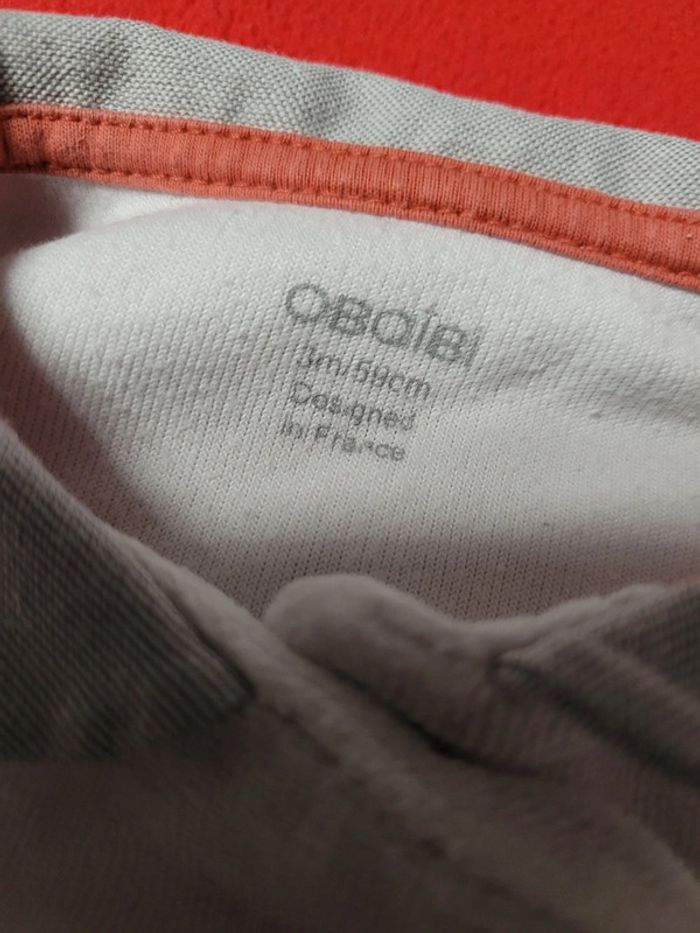 OBAIBI
3m/59cm
Designed
in France